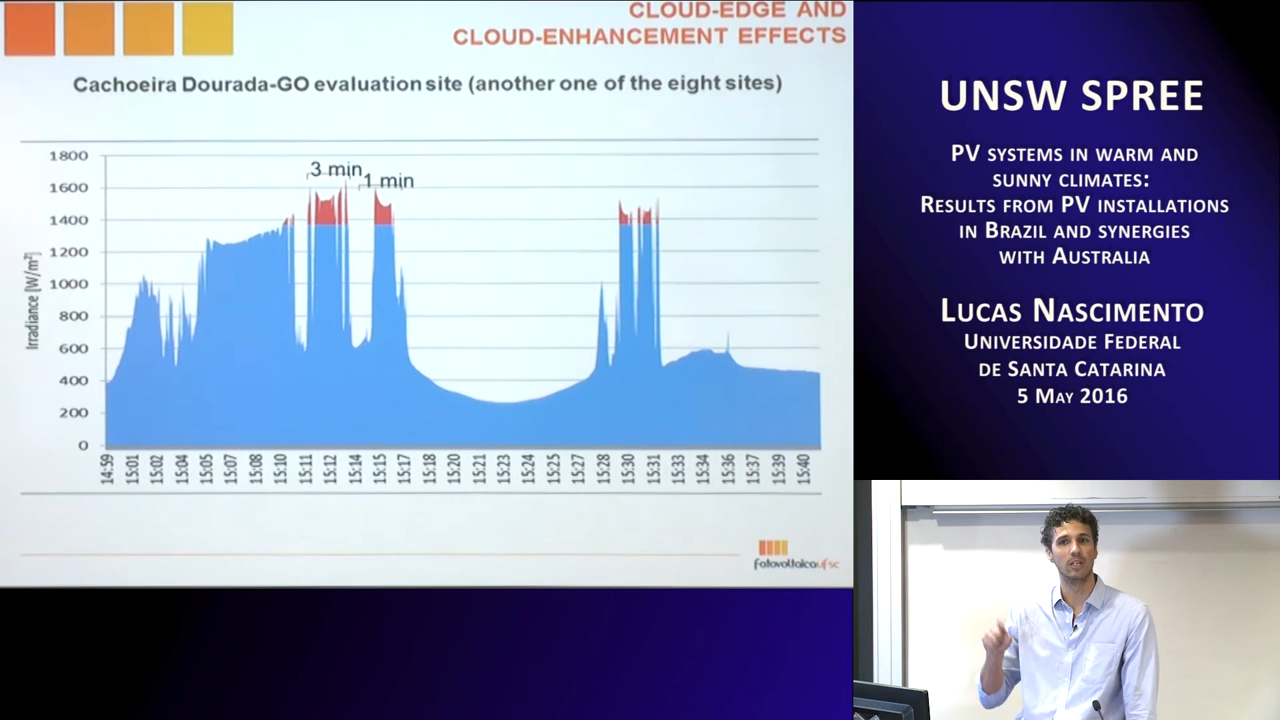 CLOUD-EDGE AND
CLOUD-ENHANCEMENT EFFECTS
Cachoeira Dourada-GO evaluation site (another one of the eight sites)
3 min
1 min
1800
1600
1400
1200
1000
800
600
400
200
0
Irradiance [W/m²]
14:59
15:01
15:02
15:04
15:05
15:07
15:08
15:10
15:11
15:12
15:14
15:15
15:17
15:18
15:20
15:21
15:23
15:24
15:25
15:27
15:28
15:30
15:31
15:33
15:34
15:36
15:37
15:39
15:40
fotovoltaicaufsc
UNSW SPREE
PV SYSTEMS IN WARM AND
SUNNY CLIMATES:
RESULTS FROM PV INSTALLATIONS
IN BRAZIL AND SYNERGIES
WITH AUSTRALIA
LUCAS NASCIMENTO
UNIVERSIDADE FEDERAL
DE SANTA CATARINA
5 MAY 2016